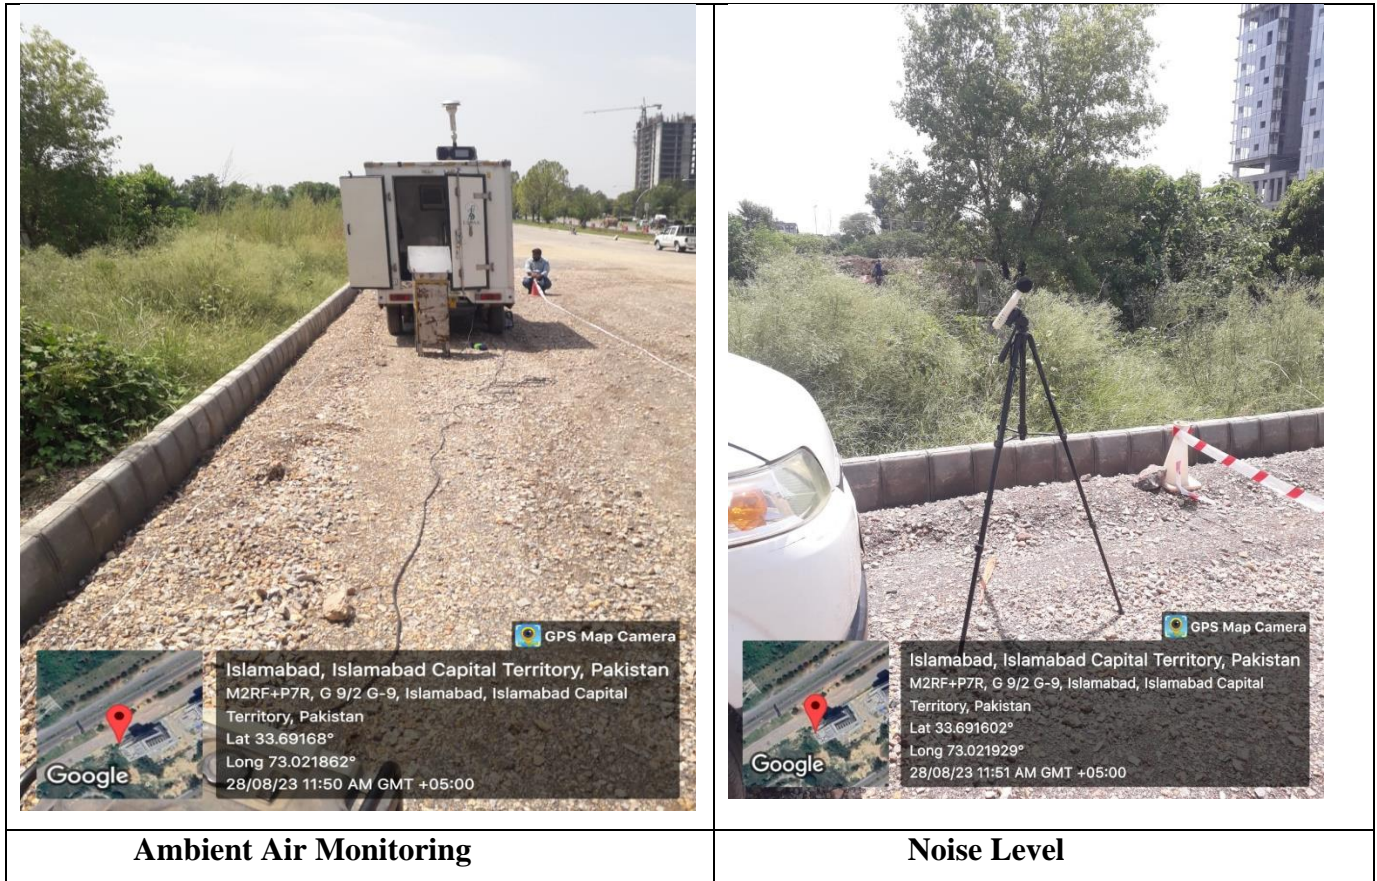 GPS Map Camera
Islamabad, Islamabad Capital Territory, Pakistan
M2RF+P7R, G 9/2 G-9, Islamabad, Islamabad Capital
Territory, Pakistan
Lat 33.69168°
Long 73.021862°
28/08/23 11:50 AM GMT +05:00
Google
GPS Map Camera
Islamabad, Islamabad Capital Territory, Pakistan
M2RF+P7R, G 9/2 G-9, Islamabad, Islamabad Capital
Territory, Pakistan
Lat 33.691602°
Long 73.021929°
28/08/23 11:51 AM GMT +05:00
Google
Ambient Air Monitoring
Noise Level